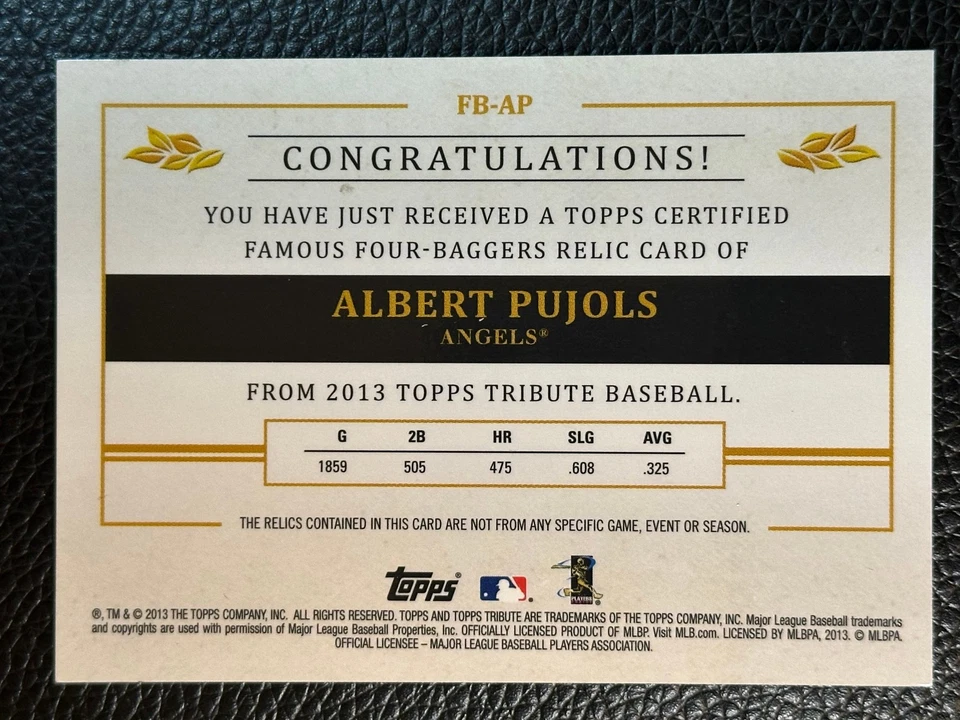 FB-AP
CONGRATULATIONS!
YOU HAVE JUST RECEIVED A TOPPS CERTIFIED
FAMOUS FOUR-BAGGERS RELIC CARD OF
ALBERT PUJOLS
ANGELS®
FROM 2013 TOPPS TRIBUTE BASEBALL.
G 2B HR SLG AVG
1859 505 475 .608 .325
THE RELICS CONTAINED IN THIS CARD ARE NOT FROM ANY SPECIFIC GAME, EVENT OR SEASON.
topps®
®, TM & © 2013 THE TOPPS COMPANY, INC. ALL RIGHTS RESERVED. TOPPS AND TOPPS TRIBUTE ARE TRADEMARKS OF THE TOPPS COMPANY, INC. Major League Baseball trademarks
and copyrights are used with permission of Major League Baseball Properties, Inc. OFFICIALLY LICENSED PRODUCT OF MLBP. Visit MLB.com. LICENSED BY MLBPA, 2013. © MLBPA.
OFFICIAL LICENSEE – MAJOR LEAGUE BASEBALL PLAYERS ASSOCIATION.